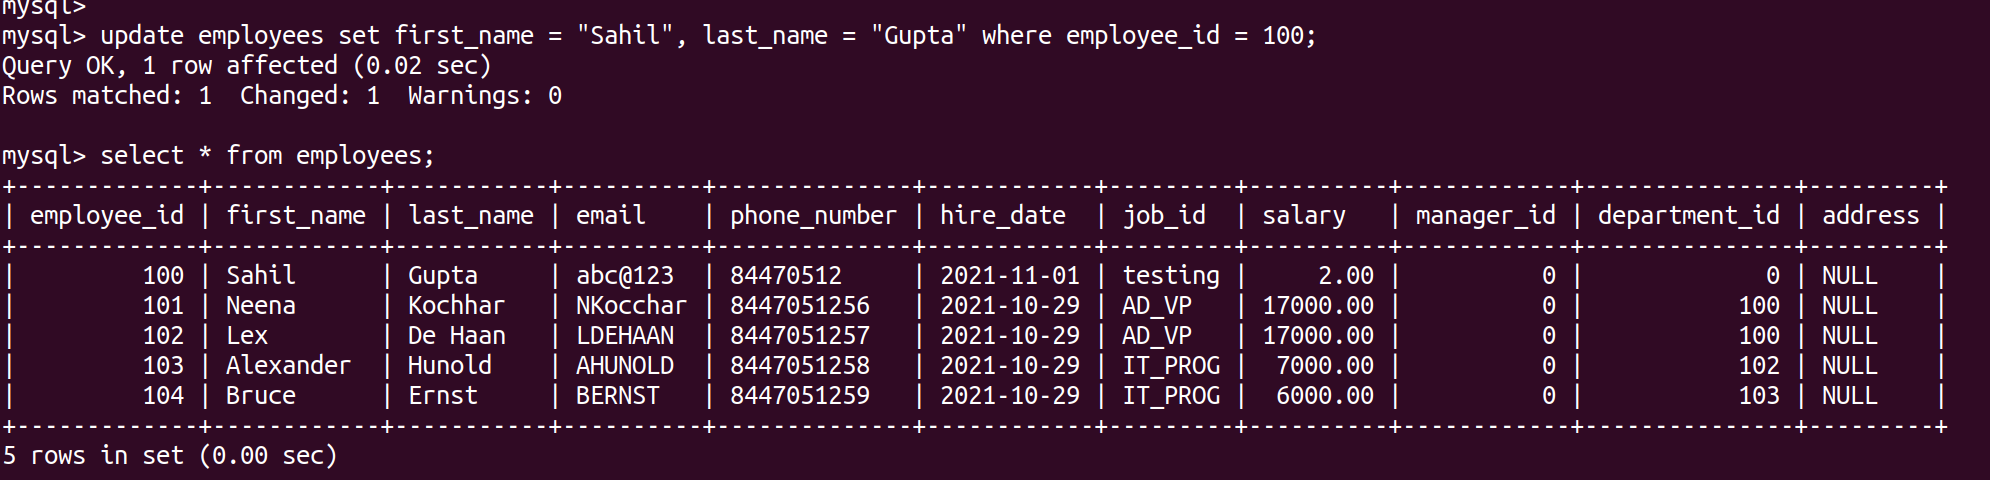 mysql>
mysql> update employees set first_name = "Sahil", last_name = "Gupta" where employee_id = 100;
Query OK, 1 row affected (0.02 sec)
Rows matched: 1  Changed: 1  Warnings: 0
mysql> select * from employees;
+-------------+------------+-----------+----------+--------------+------------+---------+----------+------------+---------------+---------+
| employee_id | first_name | last_name | email    | phone_number | hire_date  | job_id  | salary   | manager_id | department_id | address |
+-------------+------------+-----------+----------+--------------+------------+---------+----------+------------+---------------+---------+
|         100 | Sahil      | Gupta     | abc@123  | 84470512     | 2021-11-01 | testing |     2.00 |          0 |             0 | NULL    |
|         101 | Neena      | Kochhar   | NKocchar | 8447051256   | 2021-10-29 | AD_VP   | 17000.00 |          0 |           100 | NULL    |
|         102 | Lex        | De Haan   | LDEHAAN  | 8447051257   | 2021-10-29 | AD_VP   | 17000.00 |          0 |           100 | NULL    |
|         103 | Alexander  | Hunold    | AHUNOLD  | 8447051258   | 2021-10-29 | IT_PROG |  7000.00 |          0 |           102 | NULL    |
|         104 | Bruce      | Ernst     | BERNST   | 8447051259   | 2021-10-29 | IT_PROG |  6000.00 |          0 |           103 | NULL    |
+-------------+------------+-----------+----------+--------------+------------+---------+----------+------------+---------------+---------+
5 rows in set (0.00 sec)